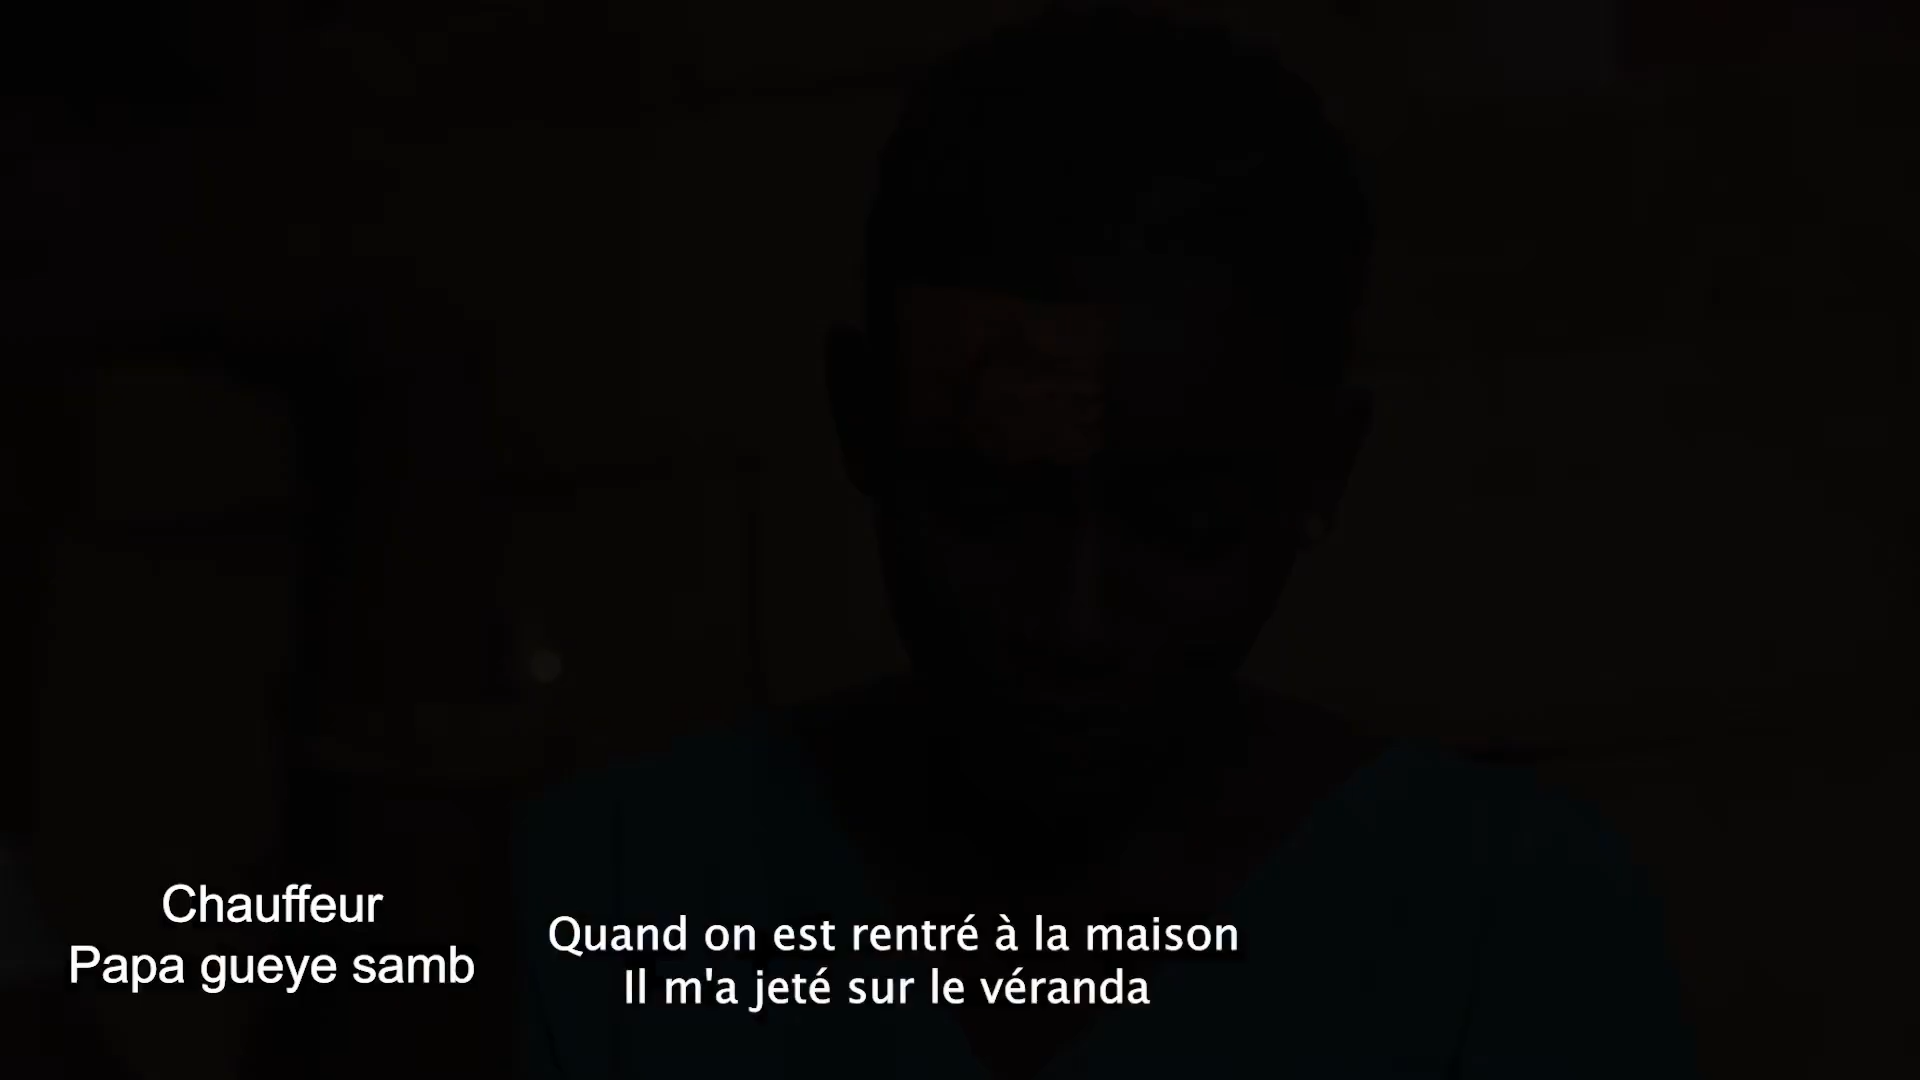 Chauffeur
Papa gueye samb
Quand on est rentré à la maison
Il m'a jeté sur le véranda